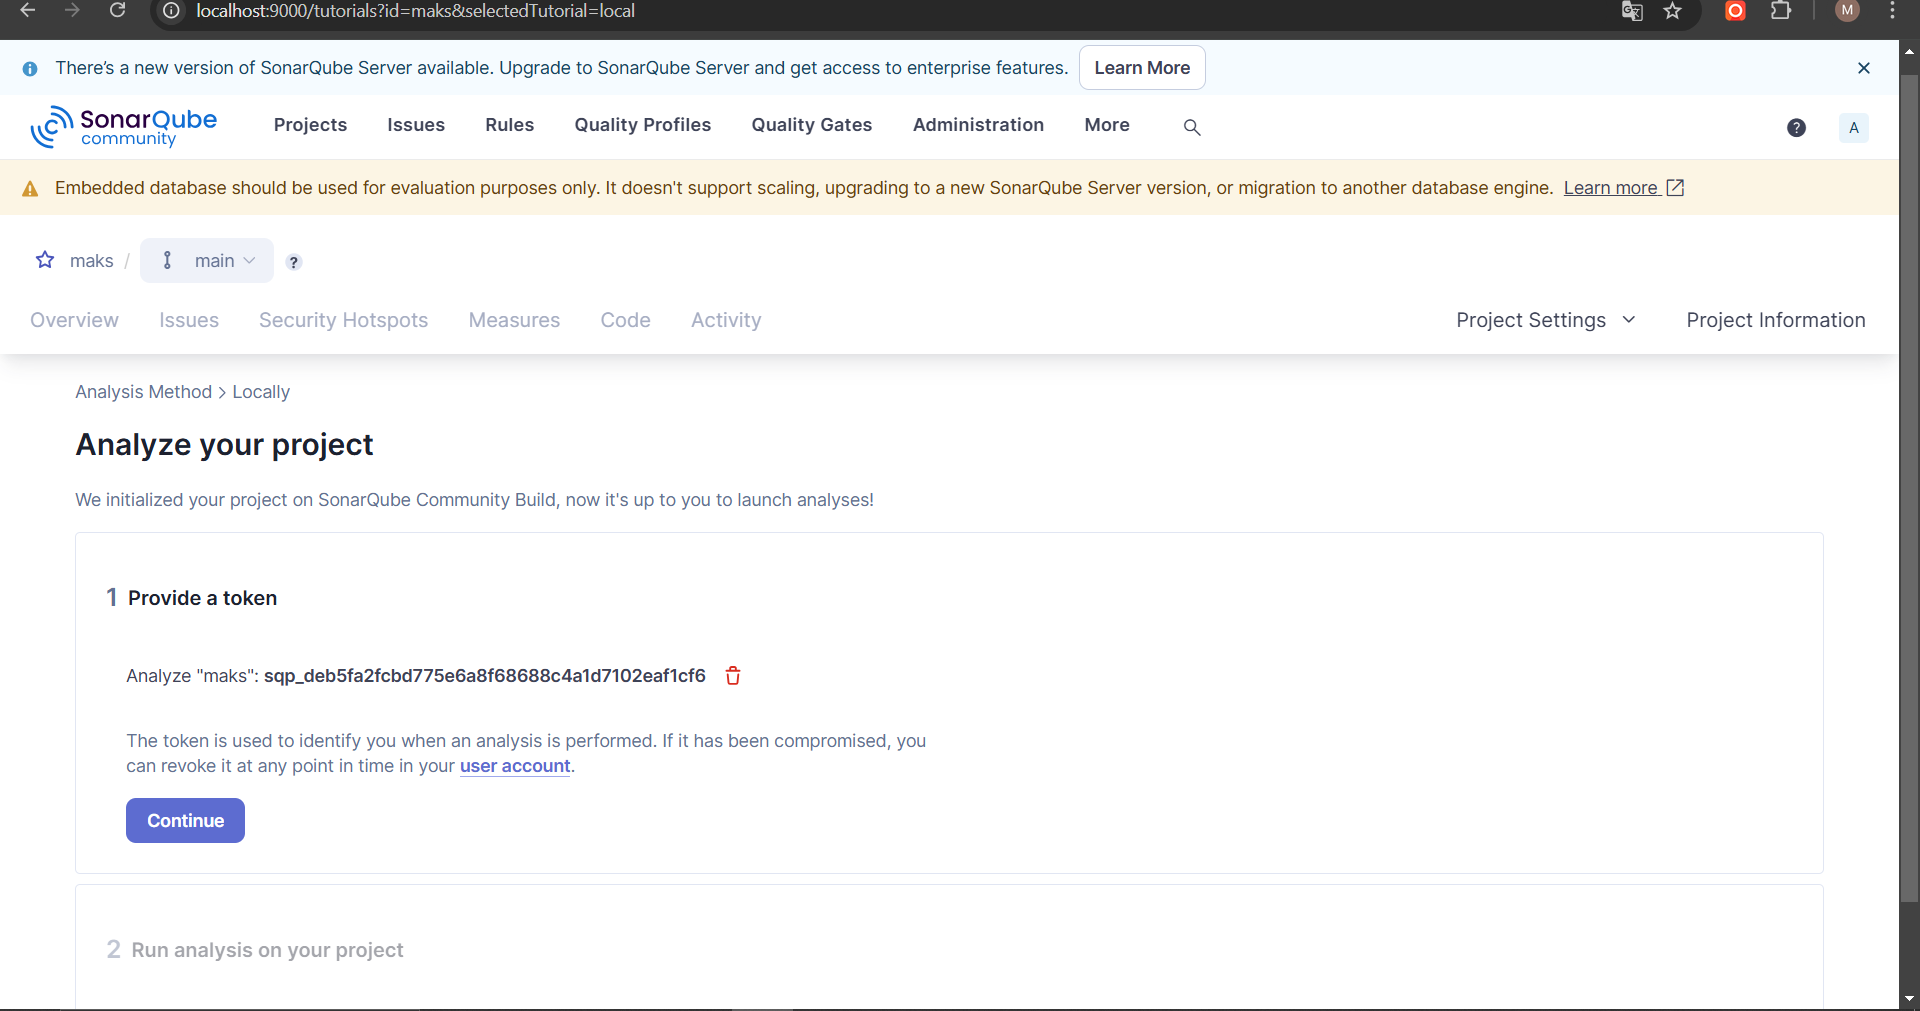 localhost:9000/tutorials?id=maks&selectedTutorial=local
M
There's a new version of SonarQube Server available. Upgrade to SonarQube Server and get access to enterprise features. Learn More
SonarQube community
Projects Issues Rules Quality Profiles Quality Gates Administration More ? A
Embedded database should be used for evaluation purposes only. It doesn't support scaling, upgrading to a new SonarQube Server version, or migration to another database engine. Learn more
maks / main ?
Overview Issues Security Hotspots Measures Code Activity Project Settings Project Information
Analysis Method > Locally
Analyze your project
We initialized your project on SonarQube Community Build, now it's up to you to launch analyses!
1 Provide a token
Analyze "maks": sqp_deb5fa2fcbd775e6a8f68688c4a1d7102eaf1cf6
The token is used to identify you when an analysis is performed. If it has been compromised, you
can revoke it at any point in time in your user account.
Continue
2 Run analysis on your project